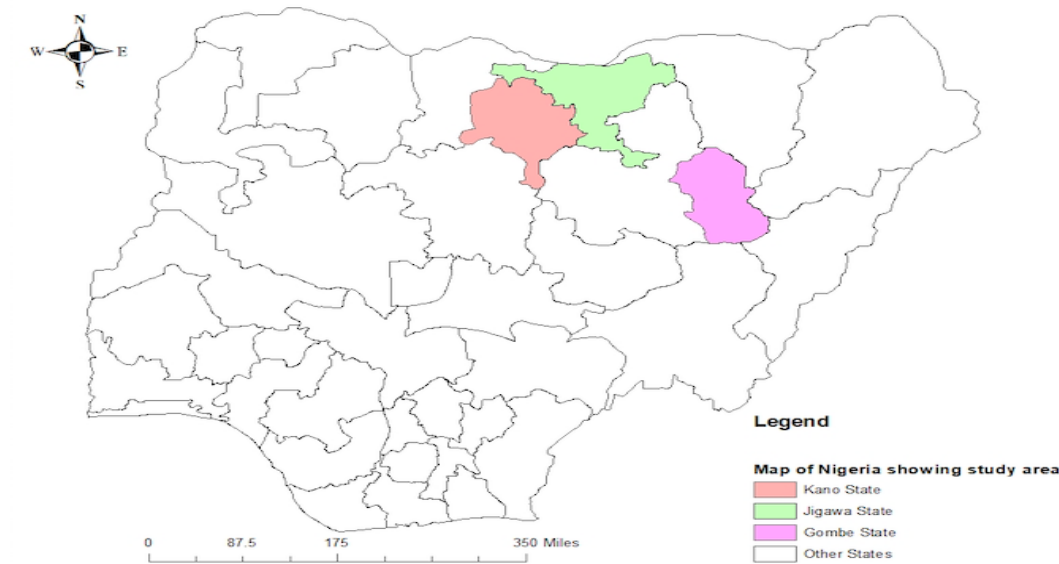 N
W E
S
Legend
Map of Nigeria showing study area
Kano State
Jigawa State
Gombe State
Other States
0 87.5 175 350 Miles